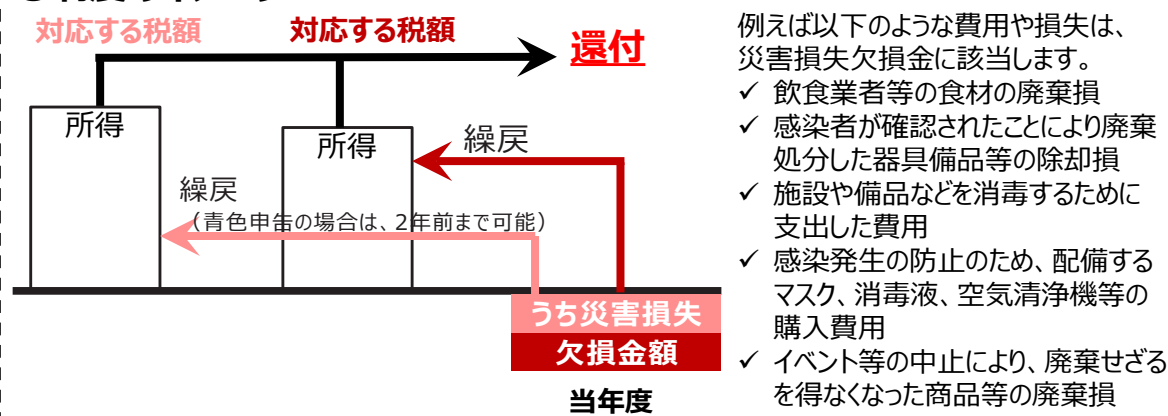 対応する税額
対応する税額
還付
所得
所得
繰戻
繰戻
（青色申告の場合は、2年前まで可能）
うち災害損失
欠損金額
当年度
例えば以下のような費用や損失は、
災害損失欠損金に該当します。
✓ 飲食業者等の食材の廃棄損
✓ 感染者が確認されたことにより廃棄
処分した器具備品等の除却損
✓ 施設や備品などを消毒するために
支出した費用
✓ 感染発生の防止のため、配備する
マスク、消毒液、空気清浄機等の
購入費用
✓ イベント等の中止により、廃棄せざる
を得なくなった商品等の廃棄損